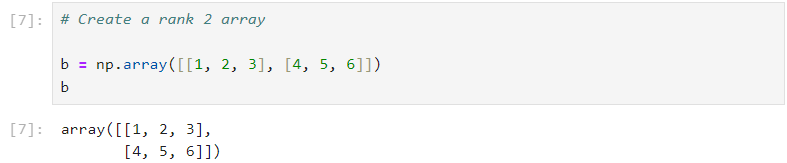 [7]: # Create a rank 2 array
b = np.array([[1, 2, 3], [4, 5, 6]])
b
[7]: array([[1, 2, 3],
[4, 5, 6]])